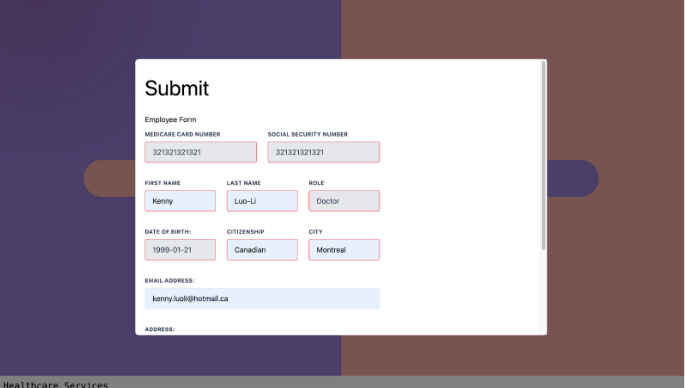 Submit
Employee Form
MEDICARE CARD NUMBER SOCIAL SECURITY NUMBER
321321321321 321321321321
FIRST NAME LAST NAME ROLE
Kenny Luo-Li Doctor
DATE OF BIRTH: CITIZENSHIP CITY
1999-01-21 Canadian Montreal
EMAIL ADDRESS:
kenny.luoli@hotmail.ca
ADDRESS:
Healthcare Services